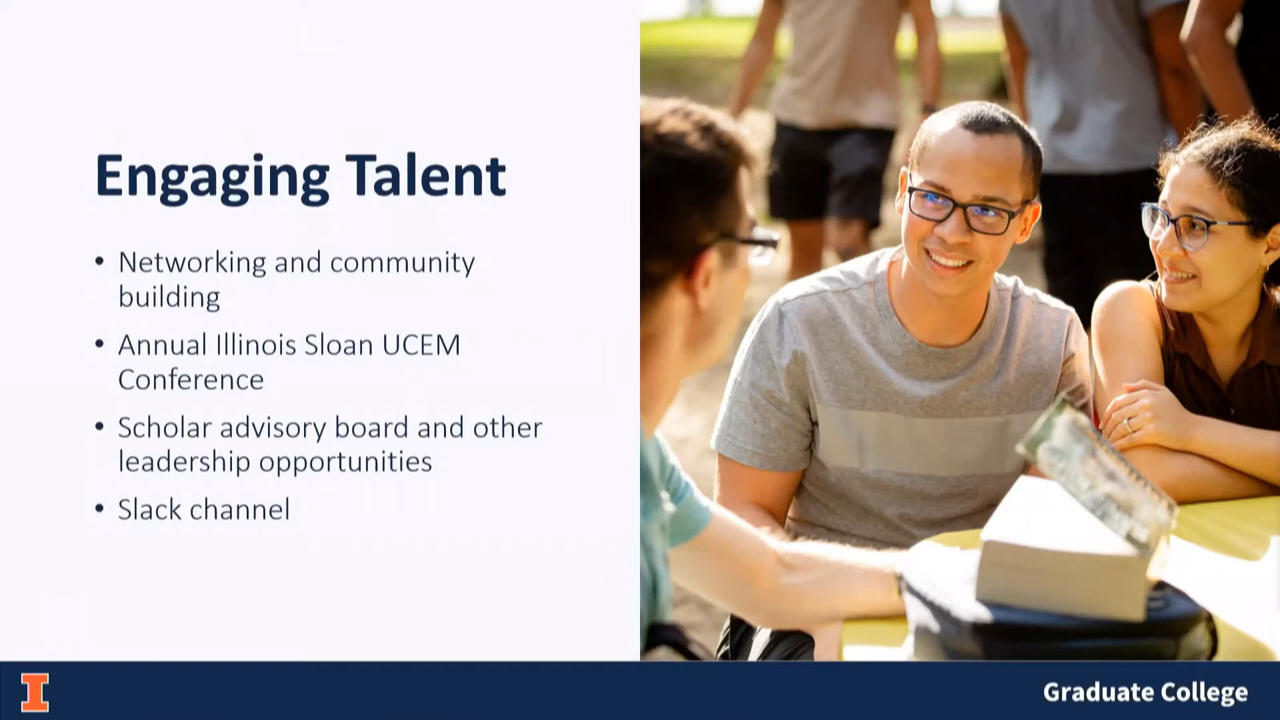 Engaging Talent
• Networking and community
building
• Annual Illinois Sloan UCEM
Conference
• Scholar advisory board and other
leadership opportunities
• Slack channel
I
Graduate College